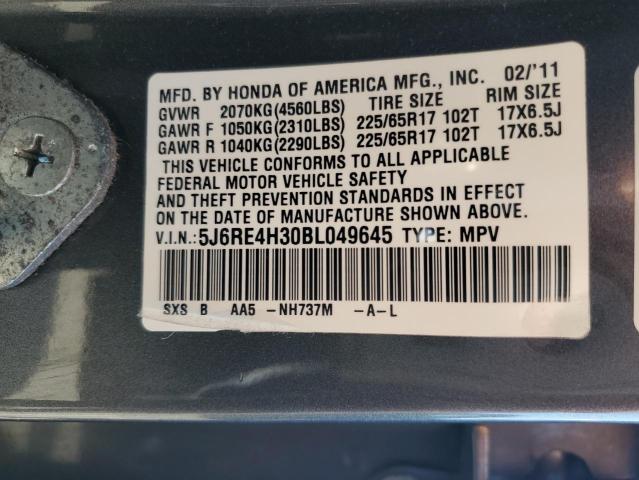 MFD. BY HONDA OF AMERICA MFG., INC. 02/'11
GVWR 2070KG(4560LBS) TIRE SIZE RIM SIZE
GAWR F 1050KG(2310LBS) 225/65R17 102T 17X6.5J
GAWR R 1040KG(2290LBS) 225/65R17 102T 17X6.5J
THIS VEHICLE CONFORMS TO ALL APPLICABLE
FEDERAL MOTOR VEHICLE SAFETY
AND THEFT PREVENTION STANDARDS IN EFFECT
ON THE DATE OF MANUFACTURE SHOWN ABOVE.
V.I.N.: 5J6RE4H30BL049645 TYPE: MPV
SXS B AA5 -NH737M -A-L